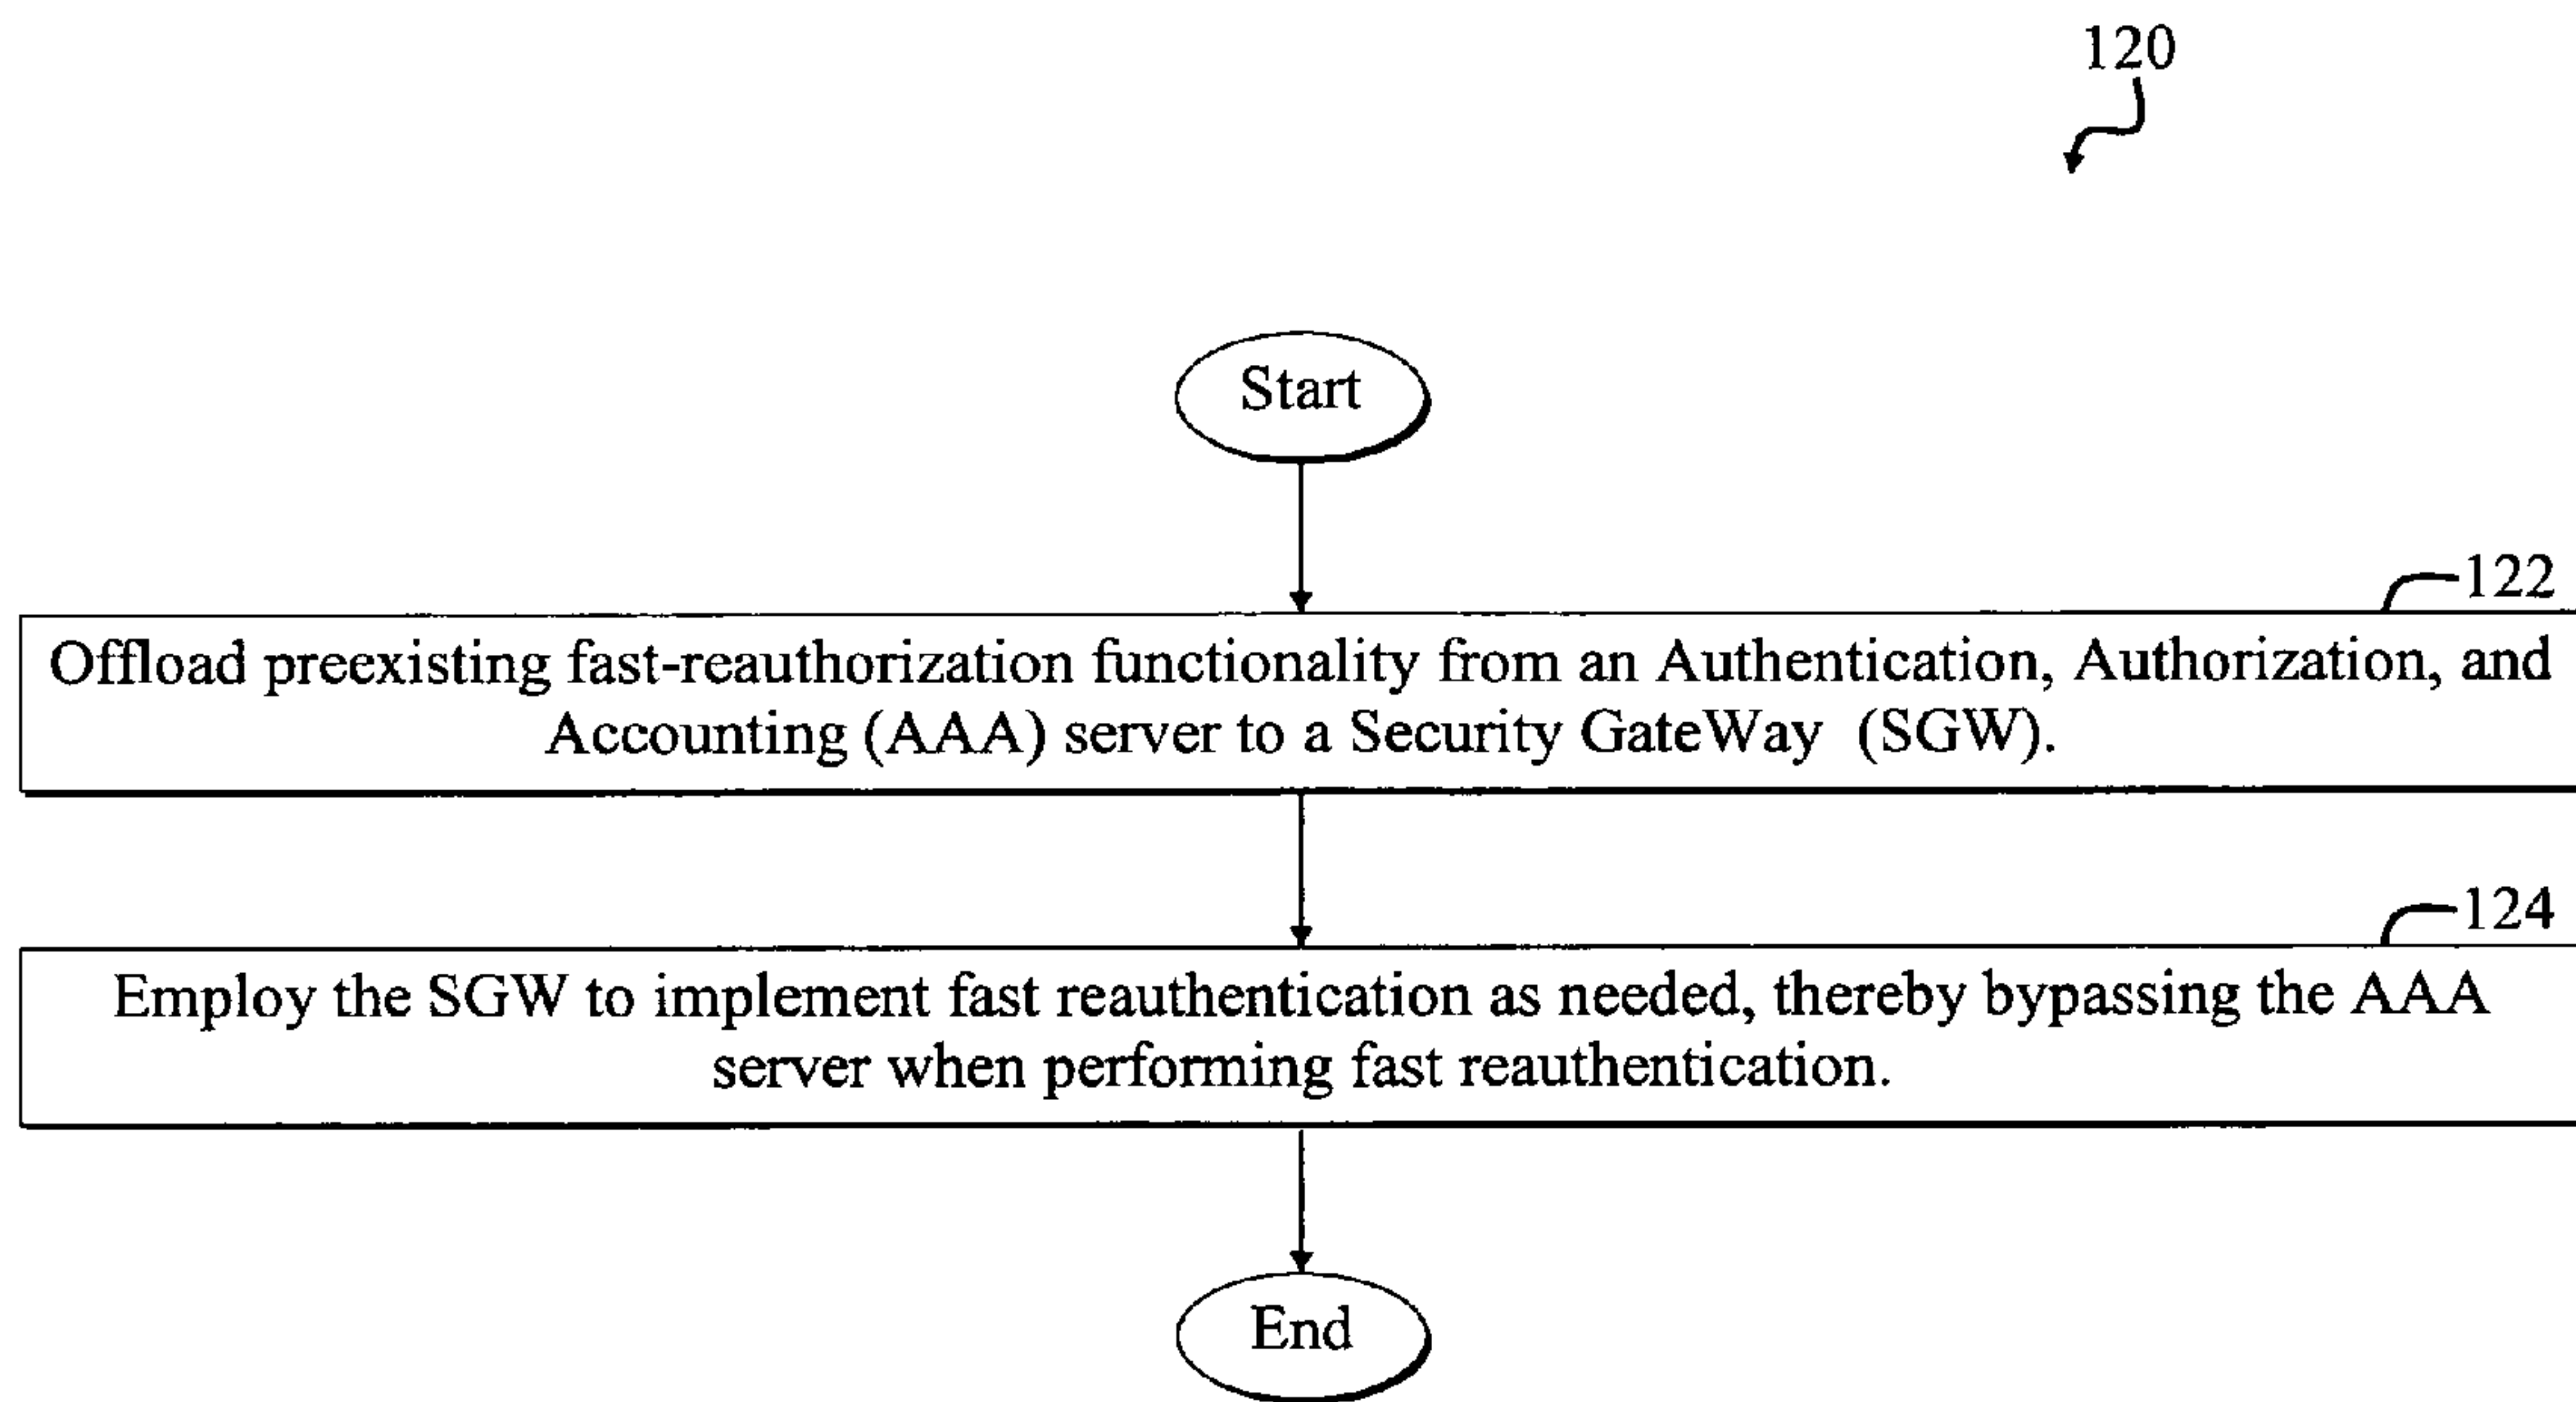 120
Start
122
Offload preexisting fast-reauthorization functionality from an Authentication, Authorization, and
Accounting (AAA) server to a Security GateWay (SGW).
124
Employ the SGW to implement fast reauthentication as needed, thereby bypassing the AAA
server when performing fast reauthentication.
End